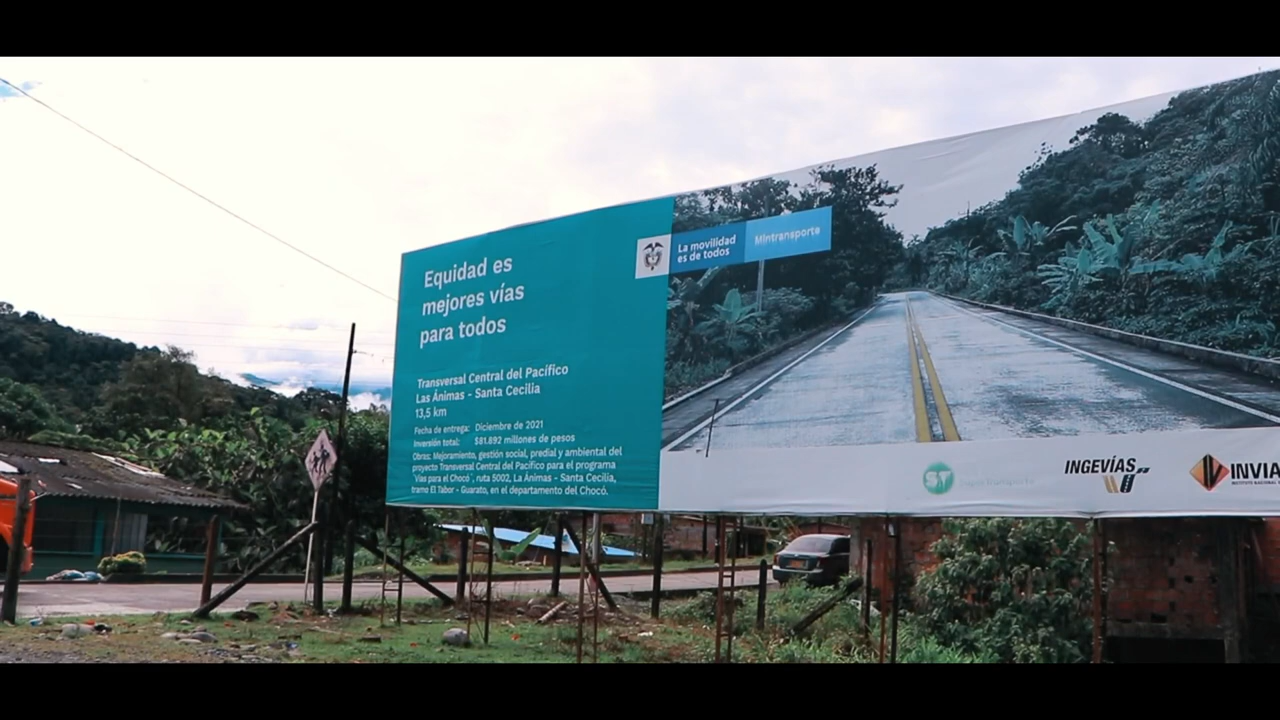 Equidad es
mejores vías
para todos
Transversal Central del Pacífico
Las Ánimas - Santa Cecilia
13,5 km
Fecha de entrega: Diciembre de 2021
Inversión total: $81.892 millones de pesos
Obras: Mejoramiento, gestión social, predial y ambiental del
proyecto Transversal Central del Pacífico para el programa
¨Vías para el Chocó¨, ruta 5002, La Ánimas - Santa Cecilia,
tramo El Tabor - Guarato, en el departamento del Chocó.
La movilidad
es de todos
Mintransporte
ST
INGEVÍAS
INVIA